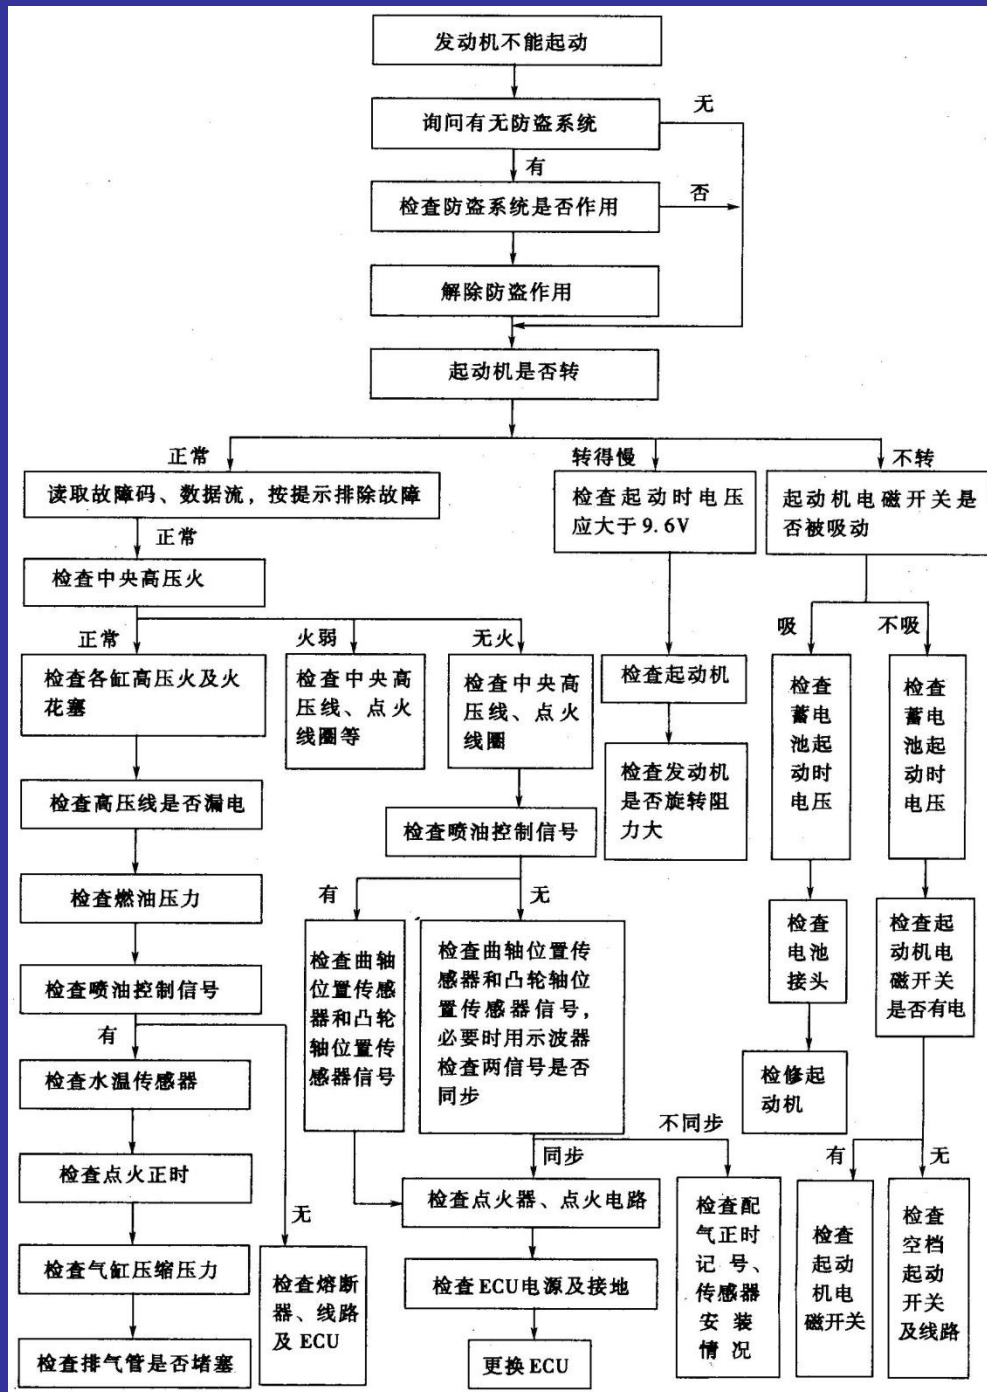 发动机不能起动
询问有无防盗系统
无
有
检查防盗系统是否作用
否
解除防盗作用
起动机是否转
正常
转得慢
不转
读取故障码、数据流，按提示排除故障
检查起动时电压
应大于9.6V
起动机电磁开关是
否被吸动
正常
检查中央高压火
正常
火弱
无火
吸
不吸
检查各缸高压火及火
花塞
检查中央高
压线、点火
线圈等
检查中央高
压线、点火
线圈
检查起动机
检查
蓄电
池起
动时
电压
检查
蓄电
池起
动时
电压
检查发动机
是否旋转阻
力大
检查高压线是否漏电
检查喷油控制信号
检查燃油压力
有
无
检查
电池
接头
检查起
动机电
磁开关
是否有电
检查曲轴
位置传感
器和凸轮
轴位置传
感器信号
检查曲轴位置传
感器和凸轮轴位
置传感器信号，
必要时用示波器
检查两信号是否
同步
检查喷油控制信号
有
检查水温传感器
检修起
动机
不同步
同步
有
无
检查点火正时
无
检查点火器、点火电路
检查配
气正时
记号、
传感器
安装
情况
检查
起动
机电
磁开关
检查
空档
起动
开关
及线路
检查气缸压缩压力
检查熔断
器、线路
及ECU
检查ECU电源及接地
检查排气管是否堵塞
更换ECU